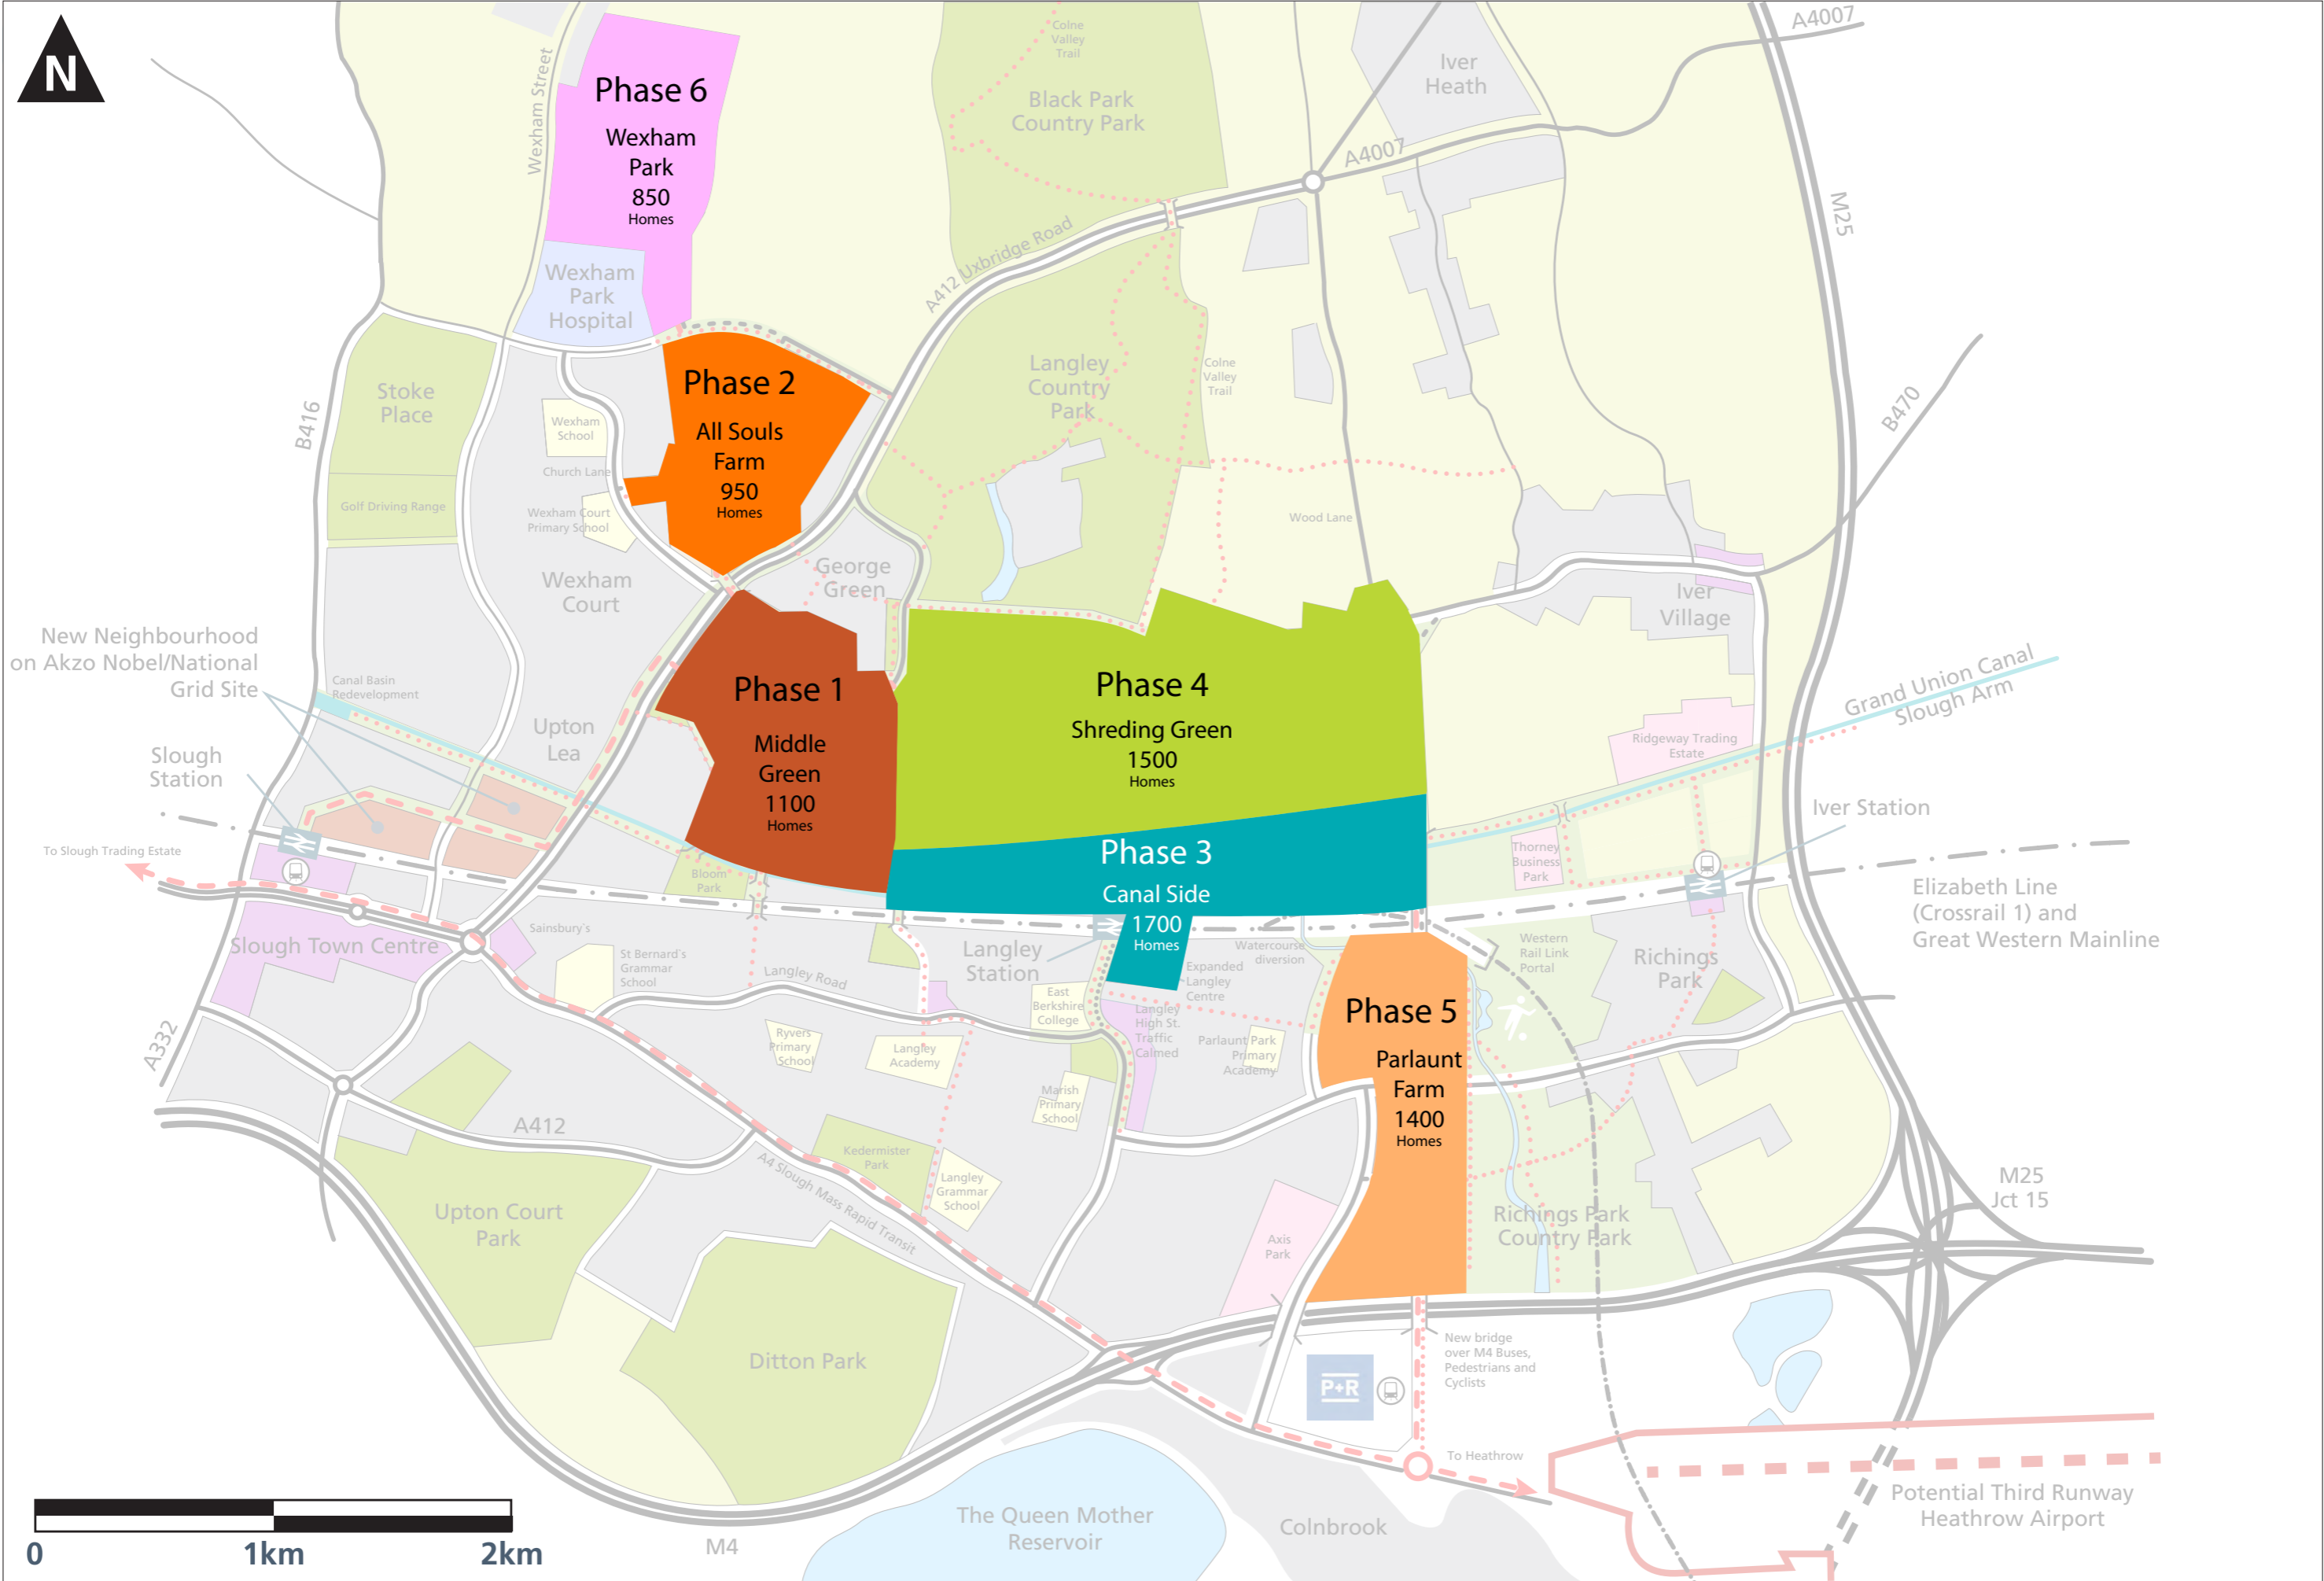 N
A4007
Colne
Valley
Trail
Iver
Heath
Phase 6
Wexham
Park
850
Homes
Wexham Street
Black Park
Country Park
A4007
M25
A412 Uxbridge Road
Wexham
Park
Hospital
Stoke
Place
B416
Phase 2
All Souls
Farm
950
Homes
Langley
Country
Park
Colne
Valley
Trail
B470
Wexham
School
Church Lane
Golf Driving Range
Wexham Court
Primary School
Wood Lane
Wexham
Court
George
Green
Iver
Village
New Neighbourhood
on Akzo Nobel/National
Grid Site
Canal Basin
Redevelopment
Phase 1
Middle
Green
1100
Homes
Phase 4
Shreding Green
1500
Homes
Grand Union Canal
Slough Arm
Upton
Lea
Ridgeway Trading
Estate
Slough
Station
Iver Station
To Slough Trading Estate
Phase 3
Canal Side
1700
Homes
Thorney
Business
Park
Bloom
Park
Elizabeth Line
(Crossrail 1) and
Great Western Mainline
Slough Town Centre
Sainsbury's
St Bernard's
Grammar
School
Langley Road
Langley
Station
Watercourse
diversion
Expanded
Langley
Centre
Western
Rail Link
Portal
Richings
Park
East
Berkshire
College
Langley
High St.
Traffic
Calmed
Phase 5
Parlaunt
Farm
1400
Homes
A332
Ryvers
Primary
School
Langley
Academy
Parlaunt Park
Primary
Academy
Marish
Primary
School
A412
Kedermister
Park
A4 Slough Mass Rapid Transit
Langley
Grammar
School
M25
Jct 15
Upton Court
Park
Axis
Park
Richings Park
Country Park
Ditton Park
New bridge
over M4 Buses,
Pedestrians and
Cyclists
P+R
To Heathrow
The Queen Mother
Reservoir
Colnbrook
Potential Third Runway
Heathrow Airport
M4
0 1km 2km